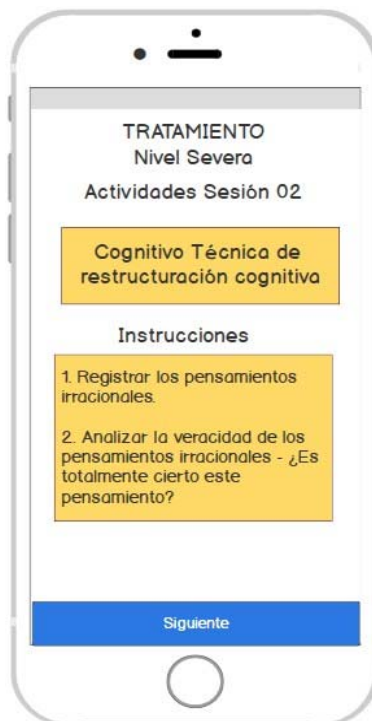 TRATAMIENTO
Nivel Severa
Actividades Sesión 02
Cognitivo Técnica de
restructuración cognitiva
Instrucciones
1. Registrar los pensamientos
irracionales.
2. Analizar la veracidad de los
pensamientos irracionales - ¿Es
totalmente cierto este
pensamiento?
Siguiente